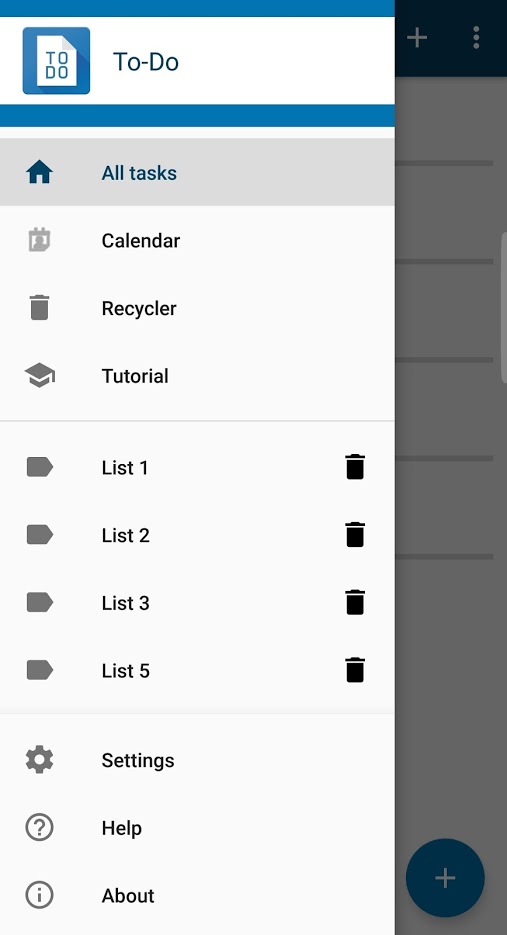 TO
DO
To-Do
All tasks
Calendar
Recycler
Tutorial
List 1
List 2
List 3
List 5
Settings
Help
About